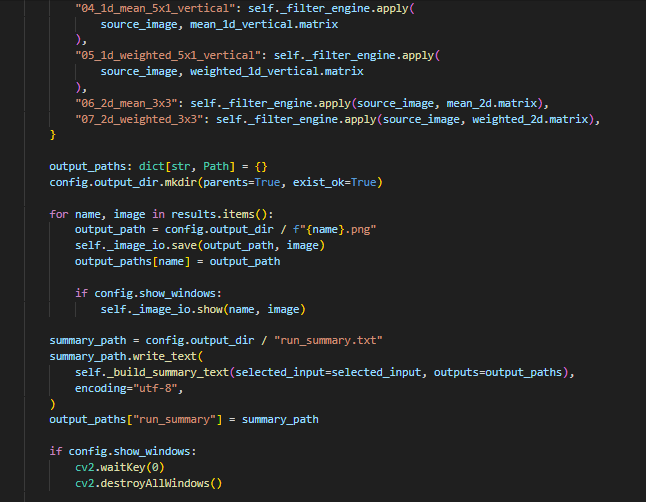 "04_1d_mean_5x1_vertical": self._filter_engine.apply(
source_image, mean_1d_vertical.matrix
),
"05_1d_weighted_5x1_vertical": self._filter_engine.apply(
source_image, weighted_1d_vertical.matrix
),
"06_2d_mean_3x3": self._filter_engine.apply(source_image, mean_2d.matrix),
"07_2d_weighted_3x3": self._filter_engine.apply(source_image, weighted_2d.matrix),
}
output_paths: dict[str, Path] = {}
config.output_dir.mkdir(parents=True, exist_ok=True)
for name, image in results.items():
output_path = config.output_dir / f"{name}.png"
self._image_io.save(output_path, image)
output_paths[name] = output_path
if config.show_windows:
self._image_io.show(name, image)
summary_path = config.output_dir / "run_summary.txt"
summary_path.write_text(
self._build_summary_text(selected_input=selected_input, outputs=output_paths),
encoding="utf-8",
)
output_paths["run_summary"] = summary_path
if config.show_windows:
cv2.waitKey(0)
cv2.destroyAllWindows()